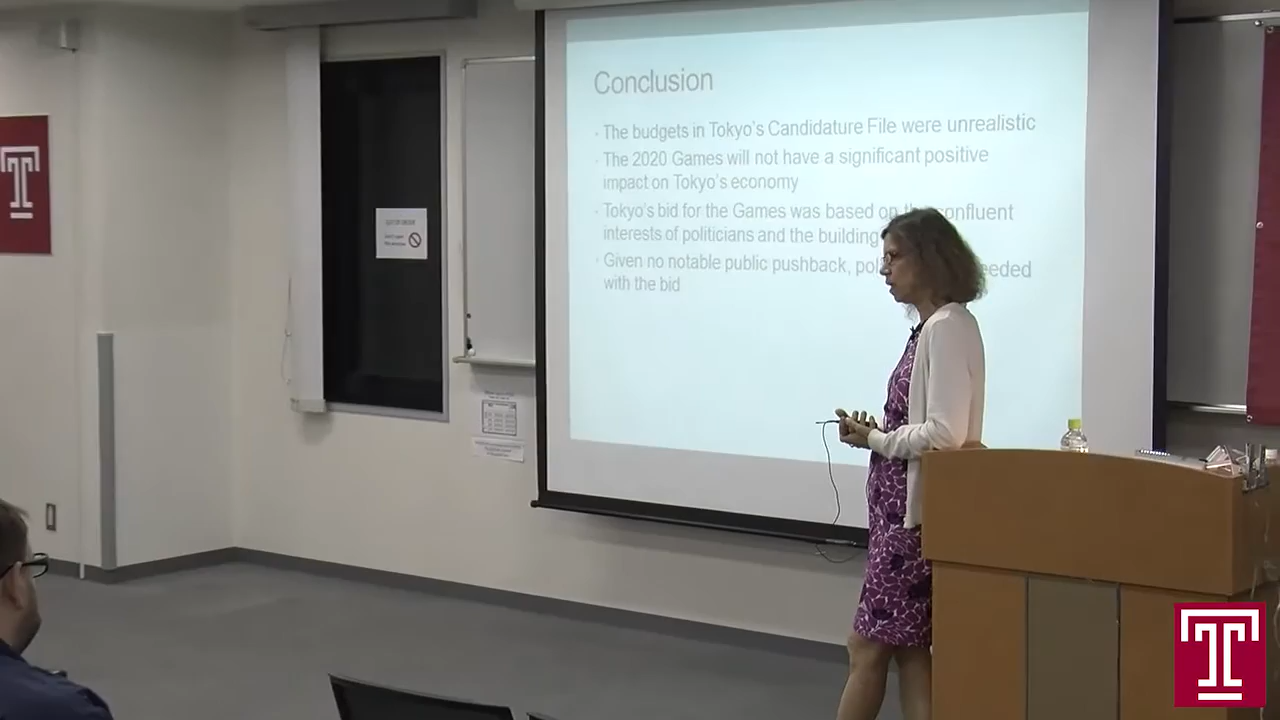 Conclusion
The budgets in Tokyo's Candidature File were unrealistic
The 2020 Games will not have a significant positive
impact on Tokyo's economy
Tokyo's bid for the Games was based on the confluent
interests of politicians and the building
Given no notable public pushback,
with the bid
T
T